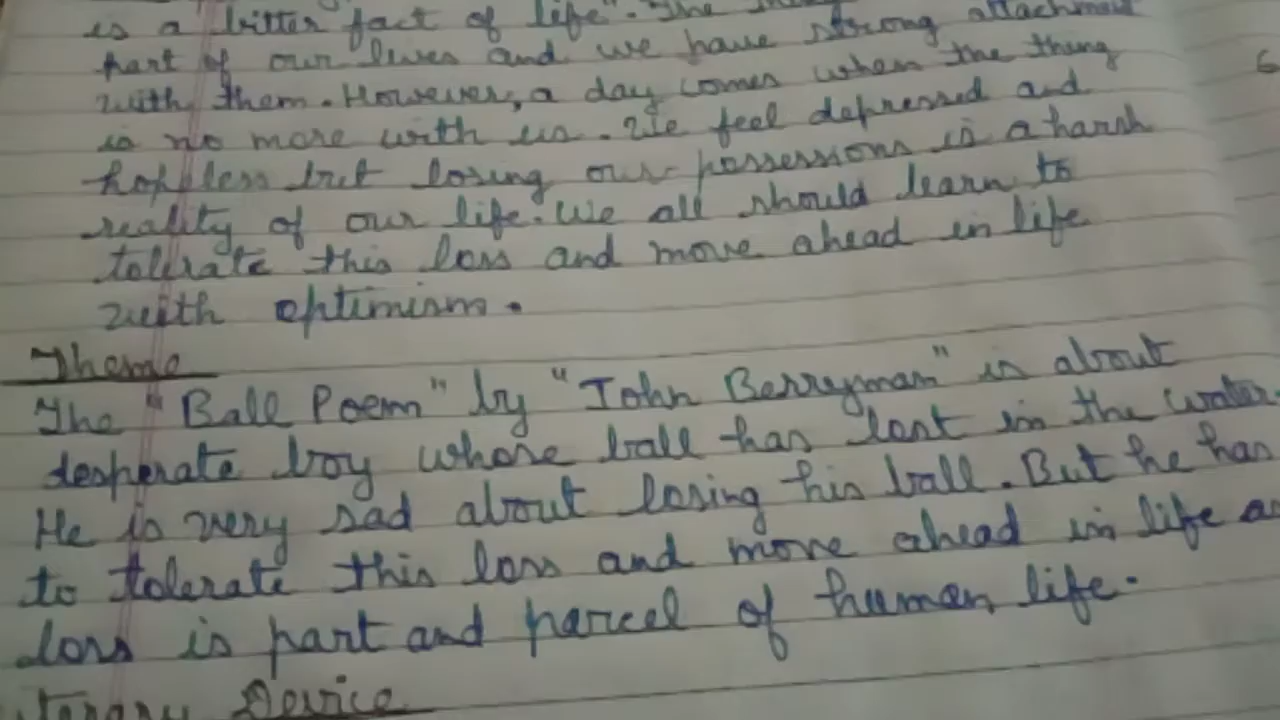 is a bitter fact of life". The
part of our lives and we have strong attachment
with them. However, a day comes when the thing
is no more with us. We feel depressed and
hopeless but losing our possessions is a harsh
reality of our life. We all should learn to
tolerate this loss and move ahead in life
with optimism.
Theme
The "Ball Poem" by "John Berryman" is about
desperate boy whose ball has lost in the water.
He is very sad about losing his ball. But he has
to tolerate this loss and move ahead in life as
loss is part and parcel of human life.
terary Device